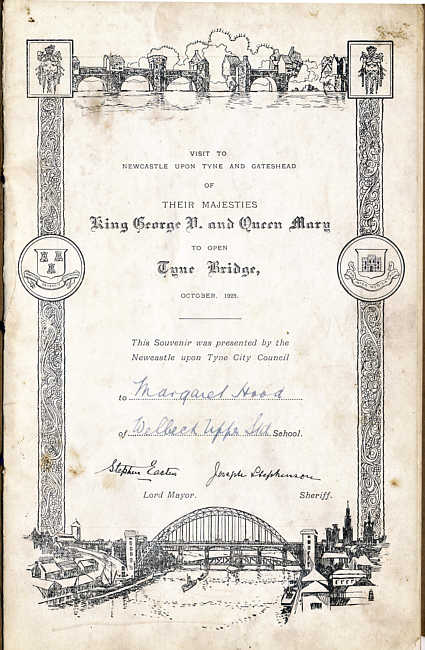 VISIT TO
NEWCASTLE UPON TYNE AND GATESHEAD
OF
THEIR MAJESTIES
King George V. and Queen Mary
TO OPEN
Tyne Bridge,
OCTOBER, 1928.
This Souvenir was presented by the
Newcastle upon Tyne City Council
to Margaret Hood
of Welbeck Uppr School.
Stephen Easten Joseph Stephenson
Lord Mayor. Sheriff.